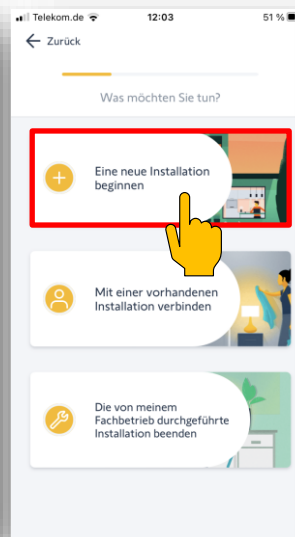 Telekom.de 12:03 51 %
Zurück
Was möchten Sie tun?
Eine neue Installation
beginnen
Mit einer vorhandenen
Installation verbinden
Die von meinem
Fachbetrieb durchgeführte
Installation beenden